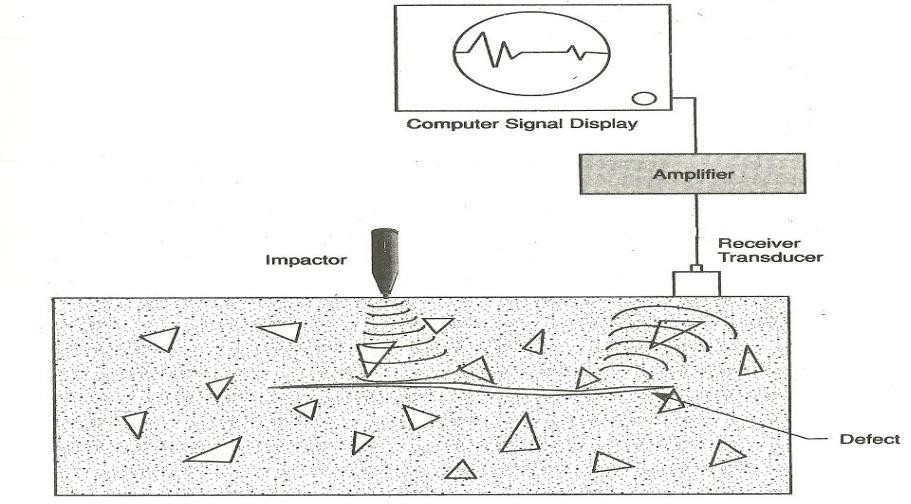 Computer Signal Display
Amplifier
Receiver
Transducer
Impactor
Defect